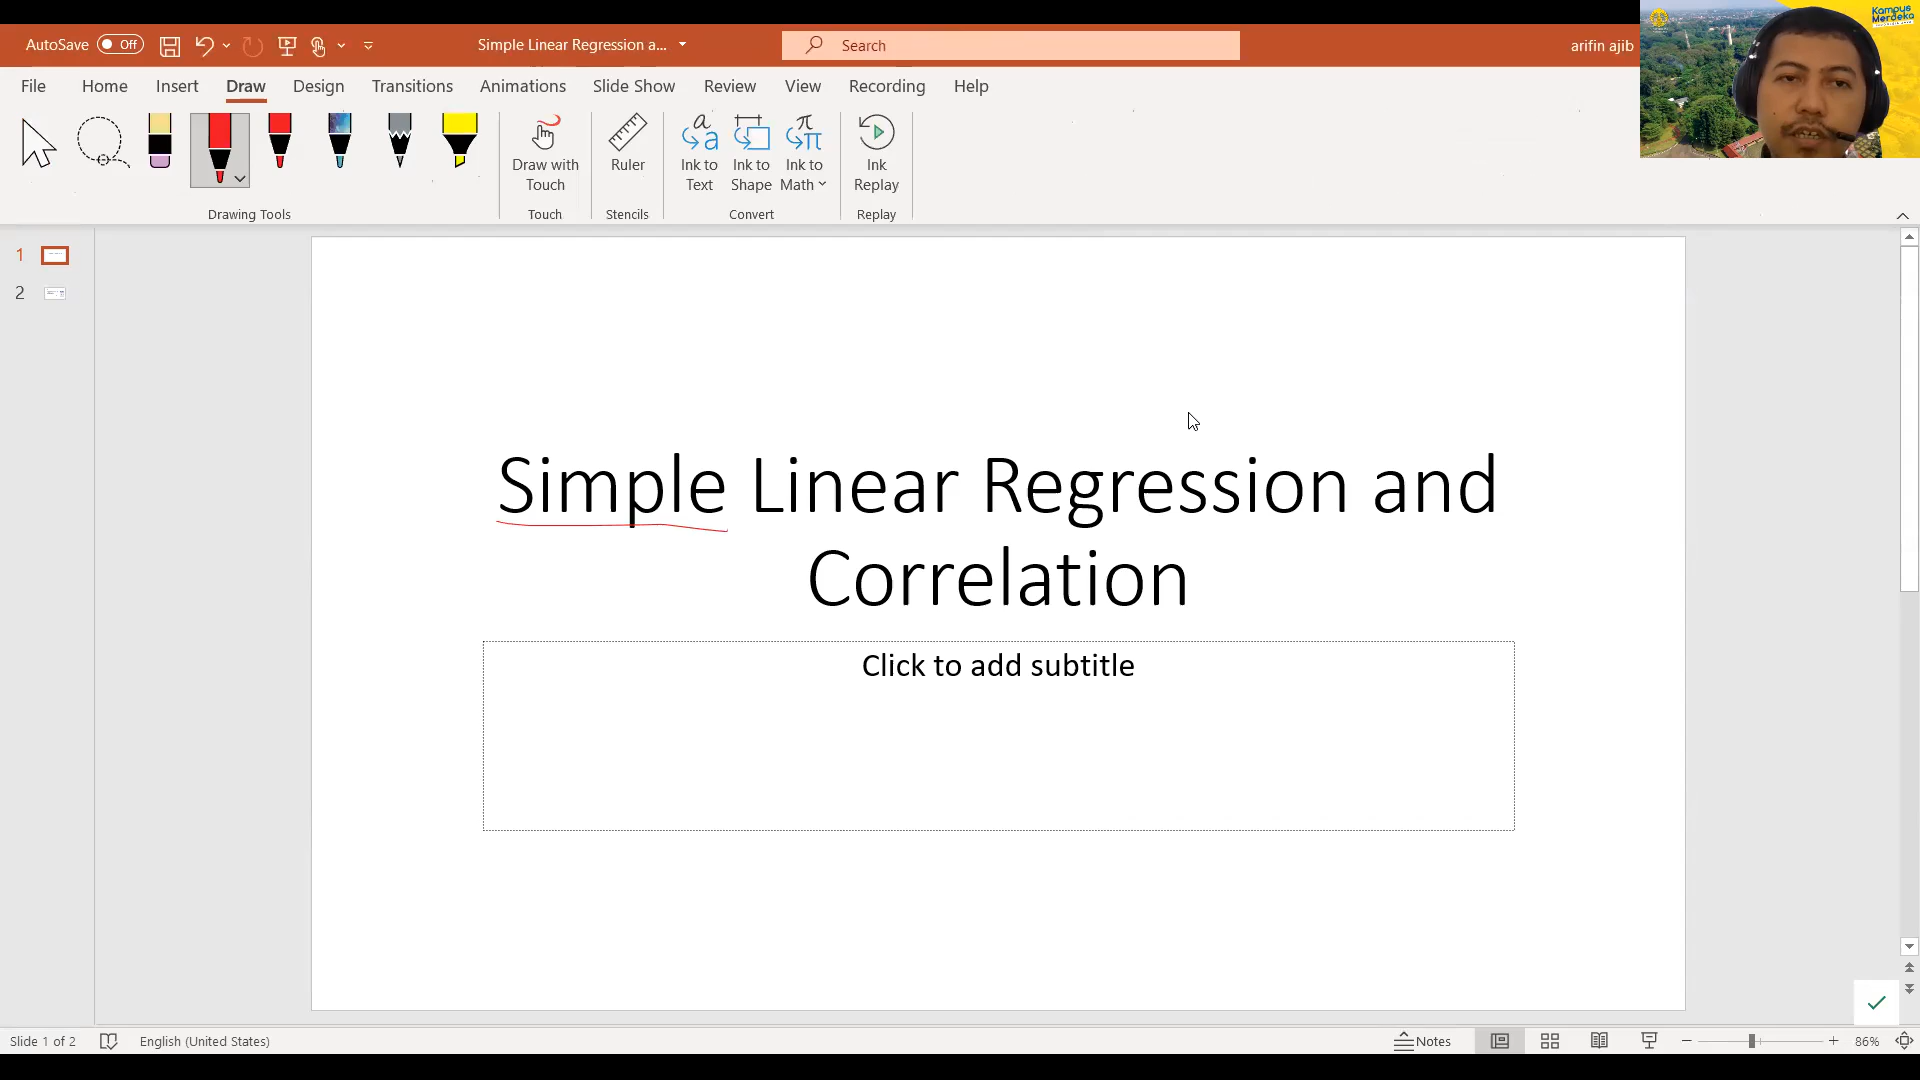 AutoSave Off Simple Linear Regression a... Search arifin ajib
Kampus Merdeka
File Home Insert Draw Design Transitions Animations Slide Show Review View Recording Help
Draw with Touch
Ruler
Ink to Text
Ink to Shape
Ink to Math
Ink Replay
Drawing Tools Touch Stencils Convert Replay
1
2
Simple Linear Regression and
Correlation
Click to add subtitle
Slide 1 of 2 English (United States) Notes 86%